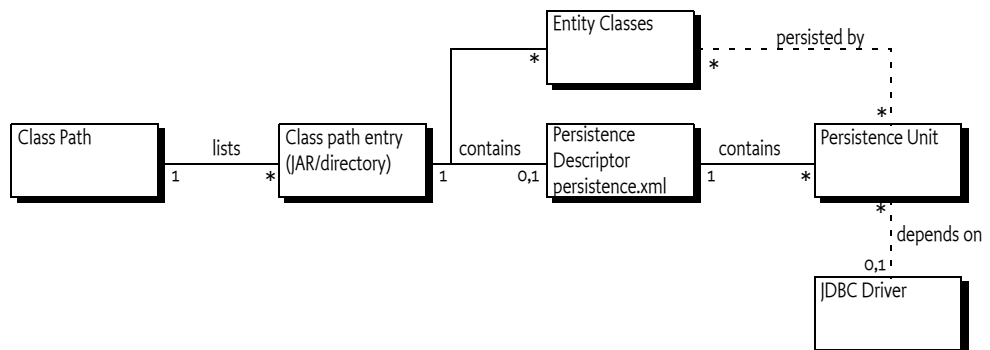 Entity Classes
persisted by
*
*
*
Class Path
lists
1
*
Class path entry
(JAR/directory)
contains
1
0,1
Persistence
Descriptor
persistence.xml
contains
1
*
Persistence Unit
*
depends on
0,1
JDBC Driver